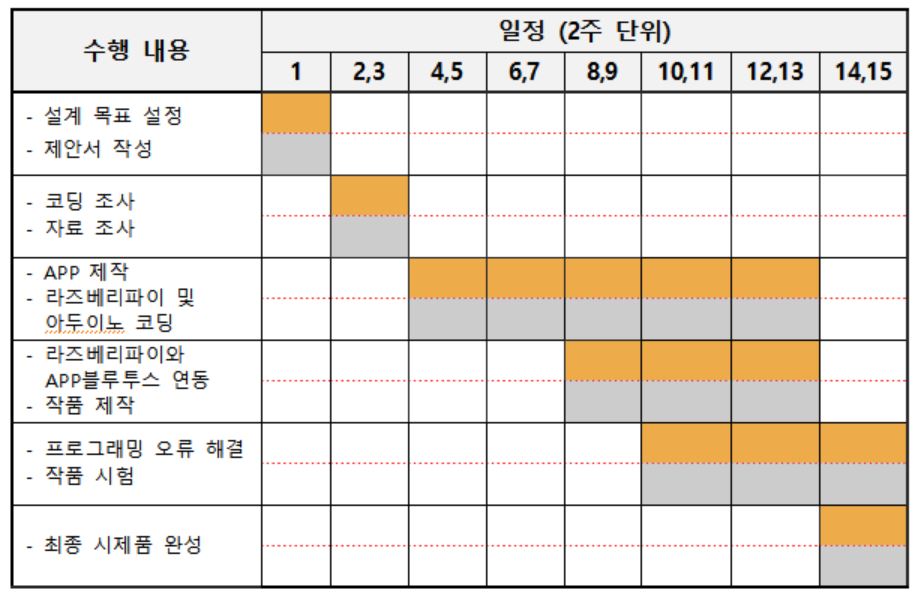 수행 내용
일정 (2주 단위)
1 2,3 4,5 6,7 8,9 10,11 12,13 14,15
- 설계 목표 설정
- 제안서 작성
- 코딩 조사
- 자료 조사
- APP 제작
- 라즈베리파이 및
아두이노 코딩
- 라즈베리파이와
APP블루투스 연동
- 작품 제작
- 프로그래밍 오류 해결
- 작품 시험
- 최종 시제품 완성